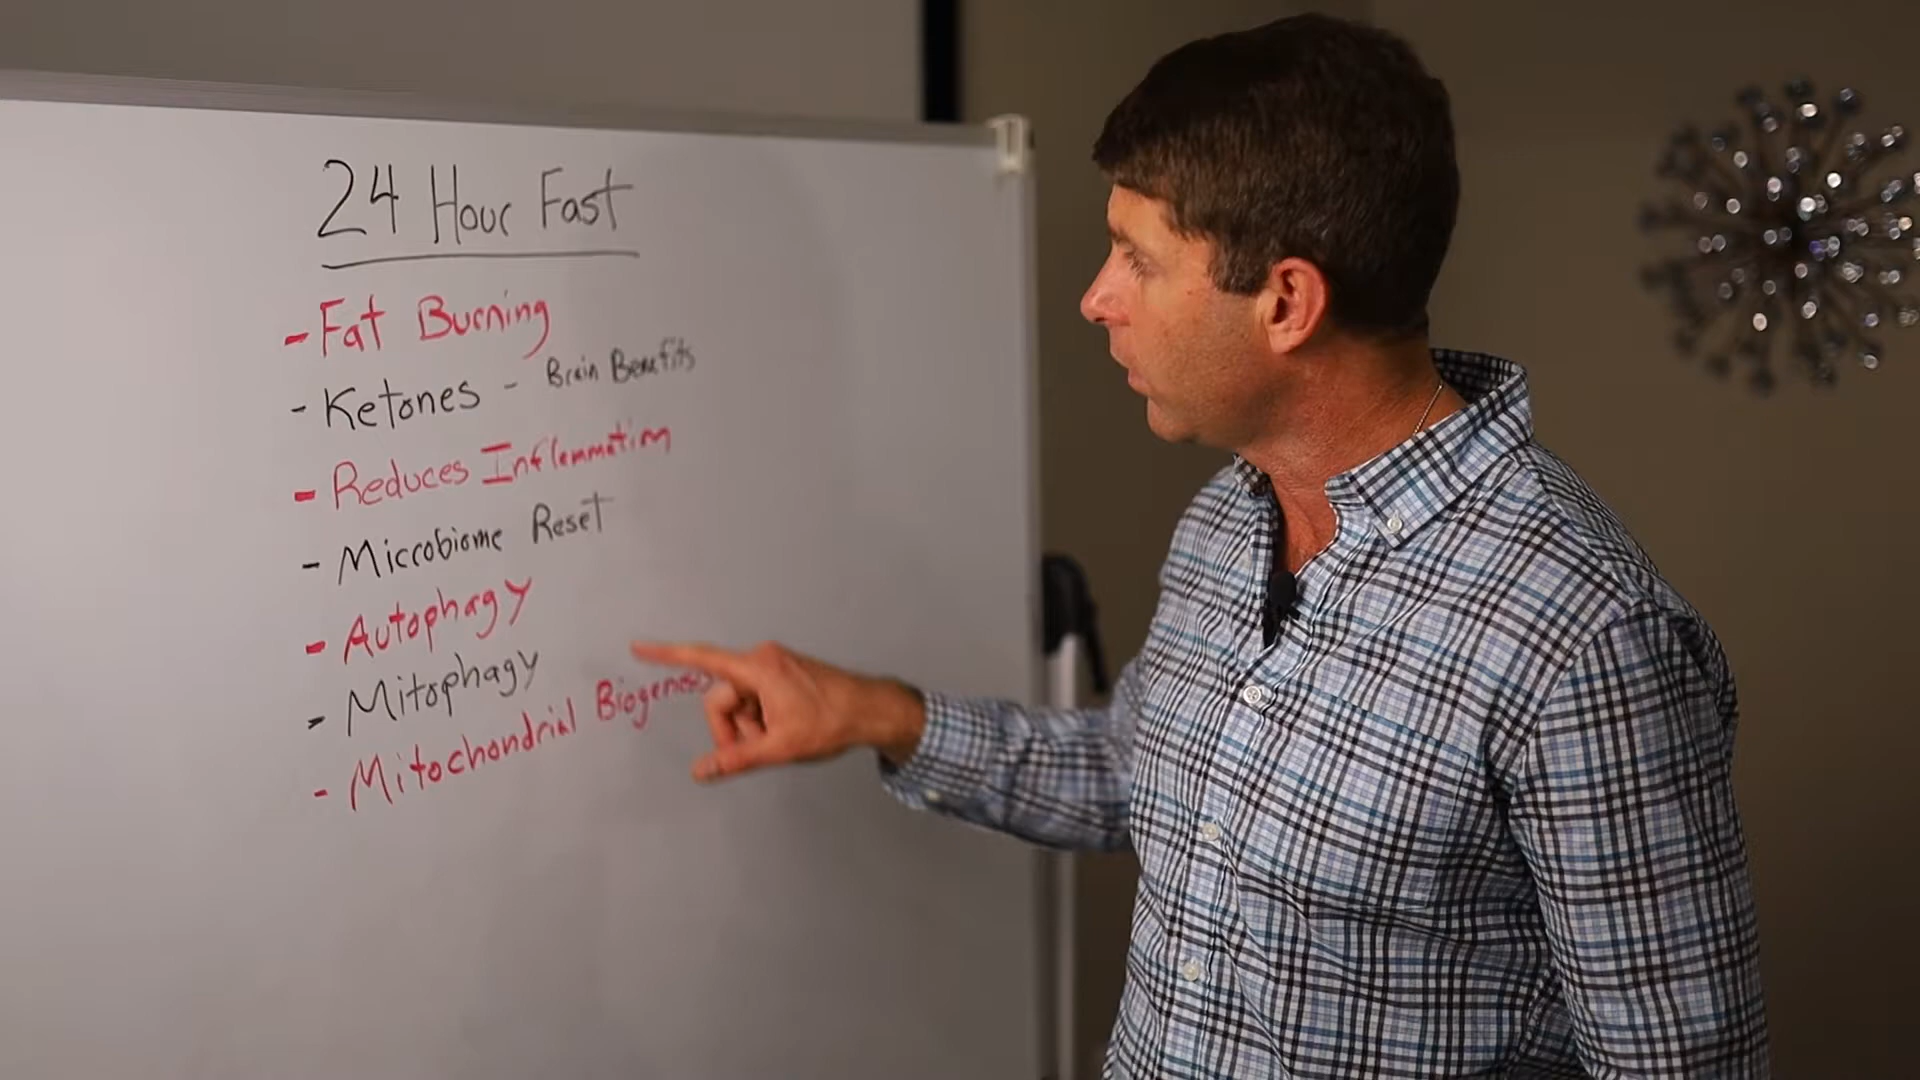 24 Hour Fast
- Fat Burning
- Ketones - Brain Benefits
- Reduces Inflammation
- Microbiome Reset
- Autophagy
- Mitophagy
- Mitochondrial Biogenesis